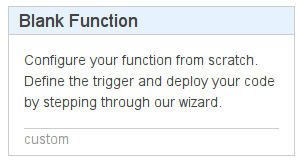 Blank Function
Configure your function from scratch.
Define the trigger and deploy your code
by stepping through our wizard.
custom